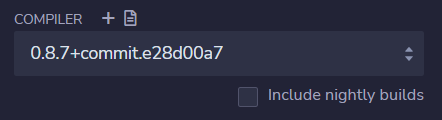 COMPILER
0.8.7+commit.e28d00a7
Include nightly builds